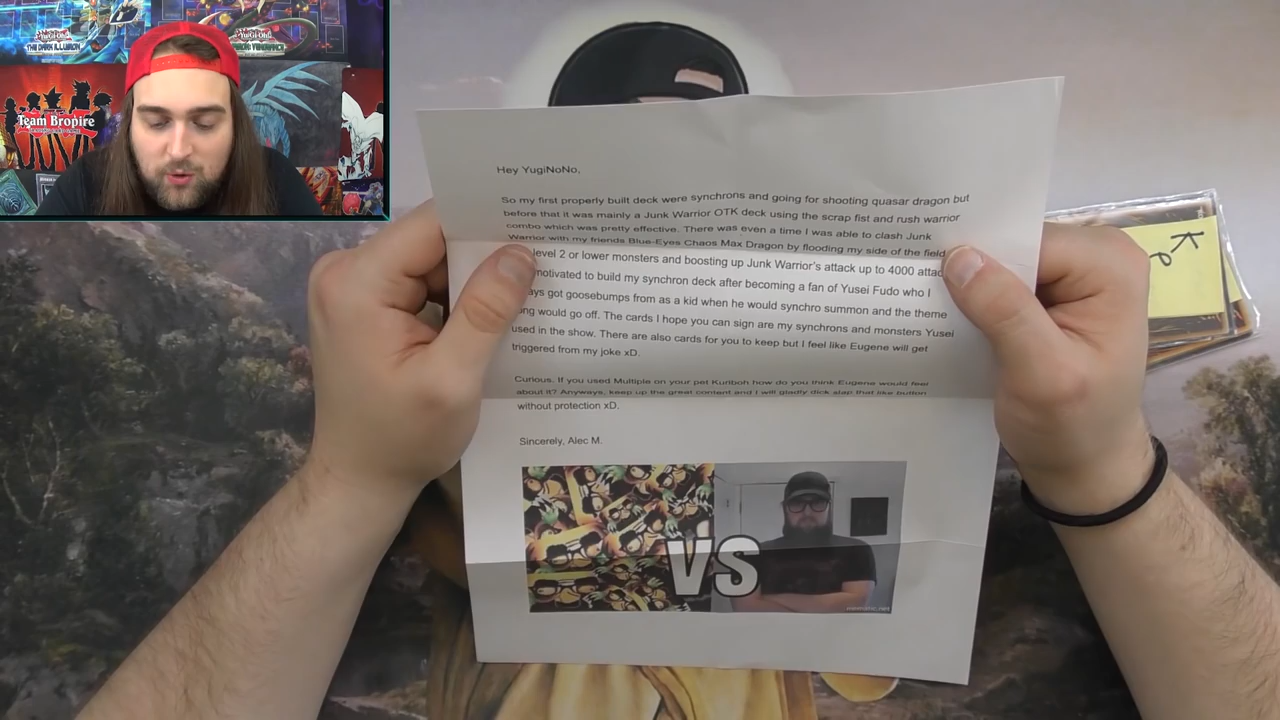 Yu-Gi-Oh!
THE DARK ILLUSION
Yu-Gi-Oh!
VENGEANCE
Team Bropire
Hey YugiNoNo,
So my first properly built deck were synchrons and going for shooting quasar dragon but
before that it was mainly a Junk Warrior OTK deck using the scrap fist and rush warrior
combo which was pretty effective. There was even a time I was able to clash Junk
Warrior with my friends Blue-Eyes Chaos Max Dragon by flooding my side of the field
level 2 or lower monsters and boosting up Junk Warrior's attack up to 4000
motivated to build my synchron deck after becoming a fan of Yusei Fudo who I
got goosebumps from as a kid when he would synchro summon and the theme
would go off. The cards I hope you can sign are my synchrons and monsters Yusei
used in the show. There are also cards for you to keep but I feel like Eugene will get
triggered from my joke xD.
Curious. If you used Multiple on your pet Kuriboh how do you think Eugene would feel
about it? Anyways, keep up the great content and I will gladly dick slap that like button
without protection xD.
Sincerely, Alec M.
VS